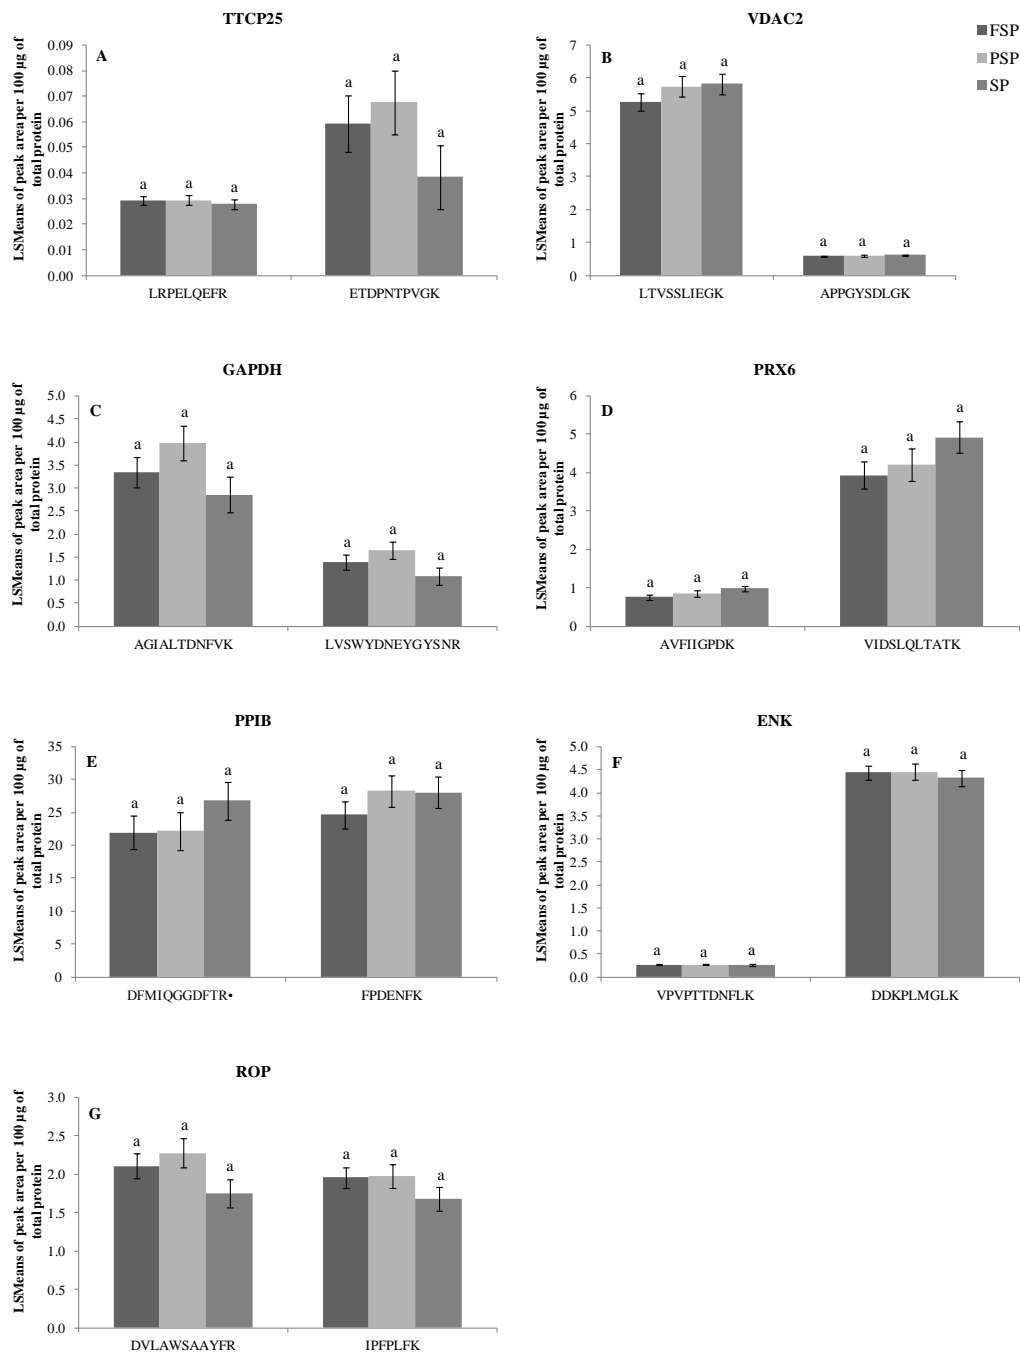 TTCP25
LSMeans of peak area per 100 µg of
total protein
A
0.09
0.08
0.07
0.06
0.05
0.04
0.03
0.02
0.01
0.00
a a a
a a a
LRPELQEFR ETDPNTPVGK
VDAC2
LSMeans of peak area per 100 µg of
total protein
B
7
6
5
4
3
2
1
0
a a a
a a a
LTVSSLIEGK APPGYSDLGK
FSP
PSP
SP
GAPDH
LSMeans of peak area per 100 µg of
total protein
C
5.0
4.5
4.0
3.5
3.0
2.5
2.0
1.5
1.0
0.5
0.0
a a a
a a a
AGIALTDNFVK LVSWYDNEYGYSNR
PRX6
LSMeans of peak area per 100 µg of
total protein
D
6
5
4
3
2
1
0
a a a
a a a
AVFIIGPDK VIDSLQLTATK
PPIB
LSMeans of peak area per 100 µg of
total protein
E
35
30
25
20
15
10
5
0
a a a
a a a
DFMIQGGDFTR• FPDENFK
ENK
LSMeans of peak area per 100 µg of
total protein
F
5.0
4.5
4.0
3.5
3.0
2.5
2.0
1.5
1.0
0.5
0.0
a a a
a a a
VPVPTTDNFLK DDKPLMGLK
ROP
LSMeans of peak area per 100 µg of
total protein
G
3.0
2.5
2.0
1.5
1.0
0.5
0.0
a a a
a a a
DVLAWSAAYFR IPFPLFK